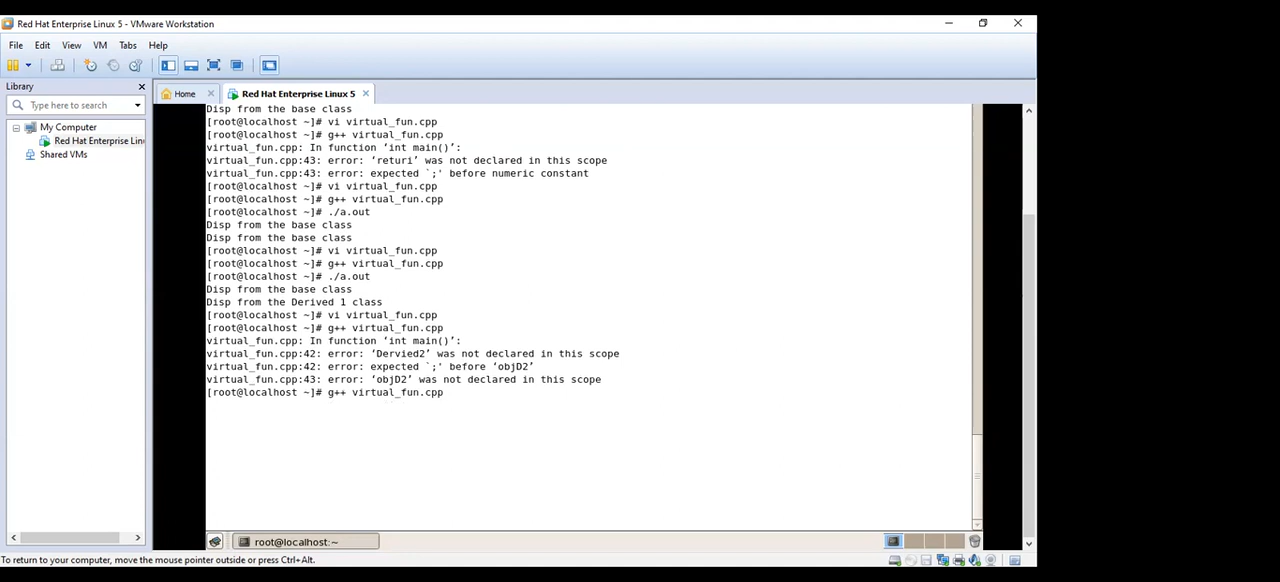 Red Hat Enterprise Linux 5 - VMware Workstation
File Edit View VM Tabs Help
Library
Home
Red Hat Enterprise Linux 5
Type here to search
My Computer
Red Hat Enterprise Lin
Shared VMs
Disp from the base class
[root@localhost ~]# vi virtual_fun.cpp
[root@localhost ~]# g++ virtual_fun.cpp
virtual_fun.cpp: In function ‘int main()’:
virtual_fun.cpp:43: error: ‘returi’ was not declared in this scope
virtual_fun.cpp:43: error: expected `;' before numeric constant
[root@localhost ~]# vi virtual_fun.cpp
[root@localhost ~]# g++ virtual_fun.cpp
[root@localhost ~]# ./a.out
Disp from the base class
Disp from the base class
[root@localhost ~]# vi virtual_fun.cpp
[root@localhost ~]# g++ virtual_fun.cpp
[root@localhost ~]# ./a.out
Disp from the base class
Disp from the Derived 1 class
[root@localhost ~]# vi virtual_fun.cpp
[root@localhost ~]# g++ virtual_fun.cpp
virtual_fun.cpp: In function ‘int main()’:
virtual_fun.cpp:42: error: ‘Dervied2’ was not declared in this scope
virtual_fun.cpp:42: error: expected `;' before ‘objD2’
virtual_fun.cpp:43: error: ‘objD2’ was not declared in this scope
[root@localhost ~]# g++ virtual_fun.cpp
root@localhost:~
To return to your computer, move the mouse pointer outside or press Ctrl+Alt.